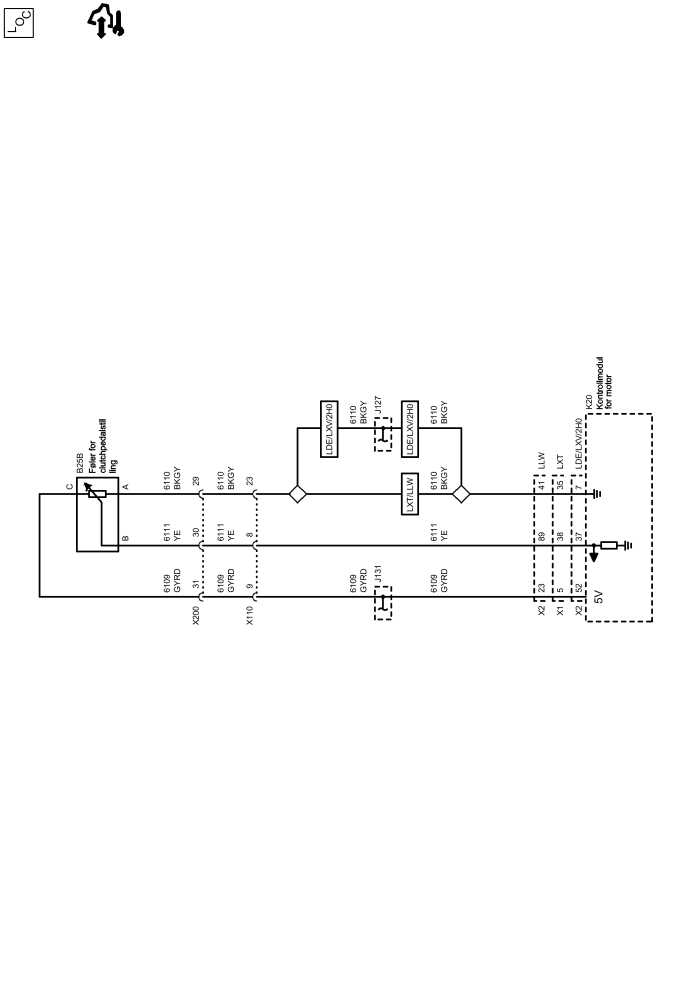 LOC
B25B
Føler for
clutchpedalstil
lling
C
A
B
6110
BKGY
29
6110
BKGY
23
6111
YE
30
6111
YE
8
6109
GYRD
31
6109
GYRD
9
X200
X110
LDE/LXV/2H0
6110
BKGY
J127
LDE/LXV/2H0
6110
BKGY
LXT/LLW
6110
BKGY
6111
YE
6109
GYRD
J131
6109
GYRD
41
LLW
35
LXT
7
LDE/LXV/2H0
89
38
37
X2
23
X1
5
X2
52
K20
Kontrollmodul
for motor
5V